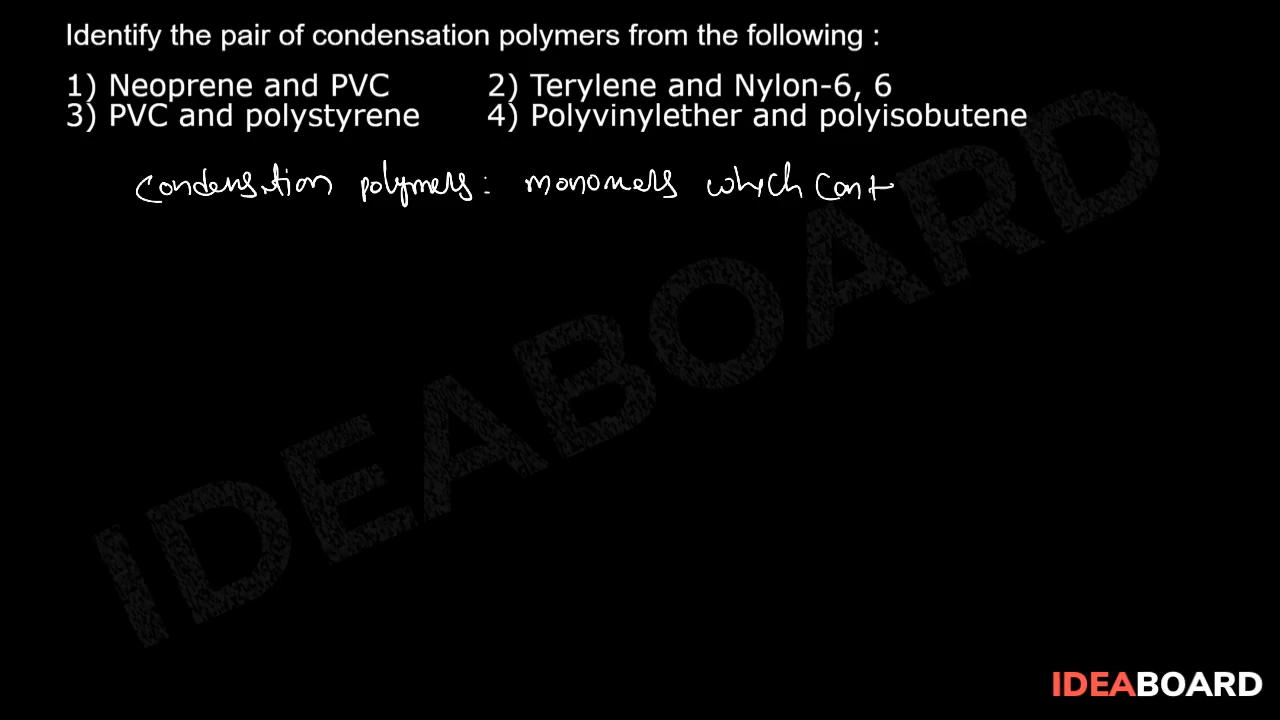 Identify the pair of condensation polymers from the following :
1) Neoprene and PVC 2) Terylene and Nylon-6, 6
3) PVC and polystyrene 4) Polyvinylether and polyisobutene
Condensation polymers: monomers which cont
IDEABOARD
IDEABOARD